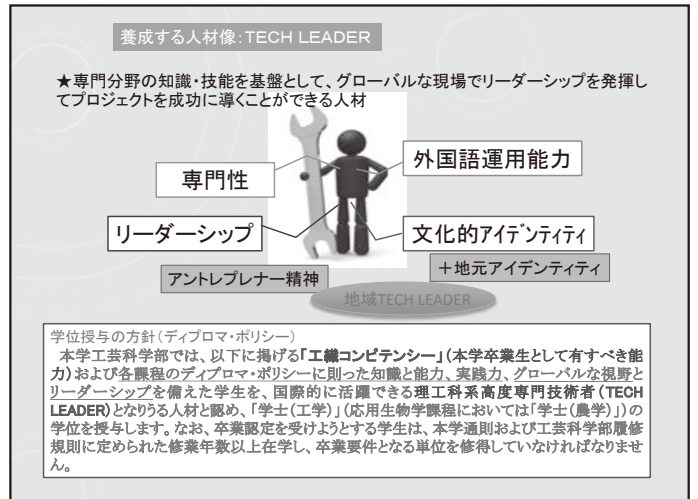 養成する人材像:TECH LEADER
★専門分野の知識・技能を基盤として、グローバルな現場でリーダーシップを発揮し
てプロジェクトを成功に導くことができる人材
専門性
外国語運用能力
リーダーシップ
文化的アイデンティティ
アントレプレナー精神
+地元アイデンティティ
地域TECH LEADER
学位授与の方針(ディプロマ・ポリシー)
本学工芸科学部では、以下に掲げる「工繊コンピテンシー」(本学卒業生として有すべき能
力)および各課程のディプロマ・ポリシーに則った知識と能力、実践力、グローバルな視野と
リーダーシップを備えた学生を、国際的に活躍できる理工科系高度専門技術者(TECH
LEADER)となりうる人材と認め、「学士(工学)」(応用生物学課程においては「学士(農学)」)の
学位を授与します。なお、卒業認定を受けようとする学生は、本学通則および工芸科学部履修
規則に定められた修業年数以上在学し、卒業要件となる単位を修得していなければなりませ
ん。